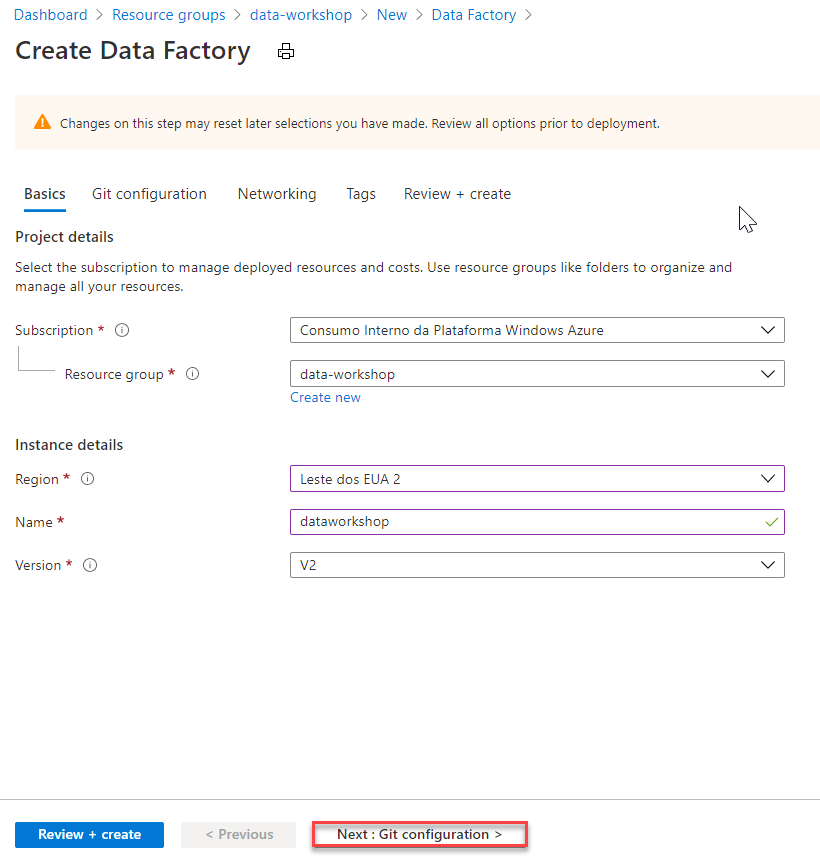 Dashboard > Resource groups > data-workshop > New > Data Factory >
Create Data Factory
Changes on this step may reset later selections you have made. Review all options prior to deployment.
Basics Git configuration Networking Tags Review + create
Project details
Select the subscription to manage deployed resources and costs. Use resource groups like folders to organize and
manage all your resources.
Subscription * Consumo Interno da Plataforma Windows Azure
Resource group * data-workshop
Create new
Instance details
Region * Leste dos EUA 2
Name * dataworkshop
Version * V2
Review + create < Previous Next : Git configuration >